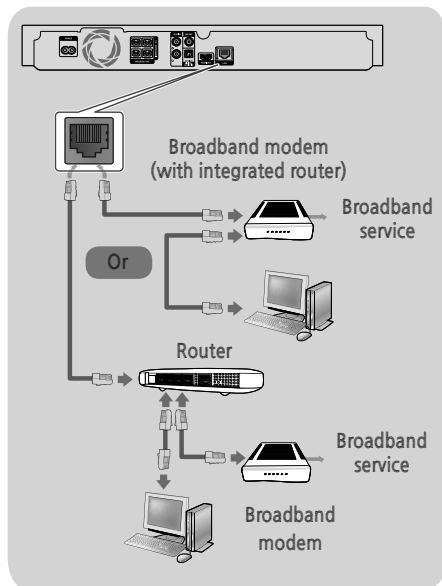 Broadband modem
(with integrated router)
Broadband
service
Or
Router
Broadband
service
Broadband
modem